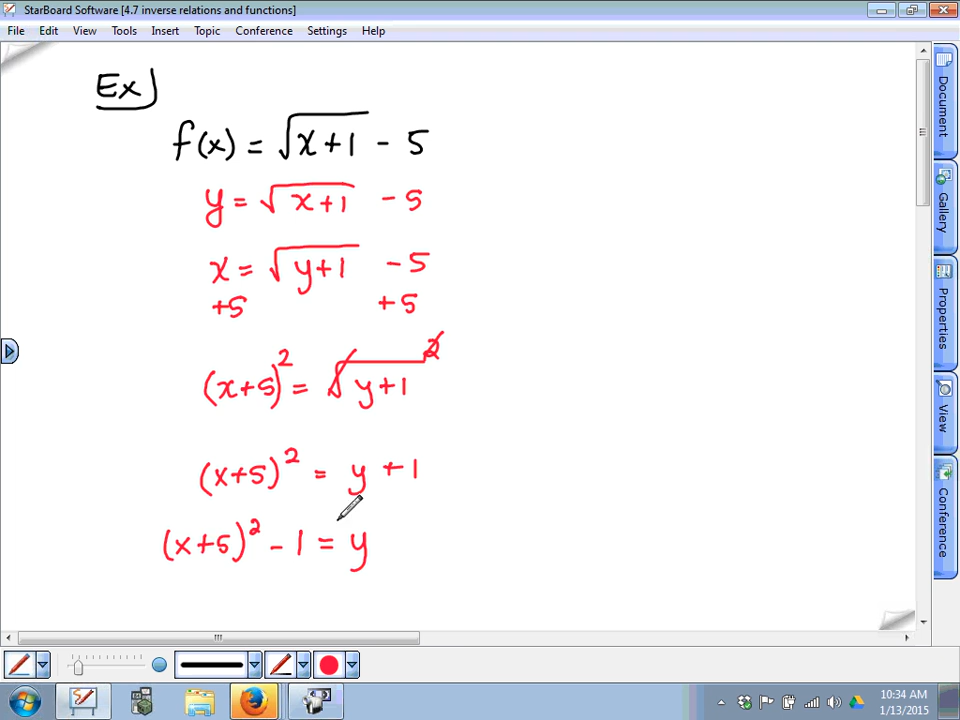 StarBoard Software [4.7 inverse relations and functions]
File Edit View Tools Insert Topic Conference Settings Help
Ex)
f(x) = √(x+1) - 5
y = √(x+1) - 5
x = √(y+1) - 5
+5 +5
(x+5)² = √(y+1)²
(x+5)² = y + 1
(x+5)² - 1 = y
Document
Gallery
Properties
View
Conference
10:34 AM
1/13/2015